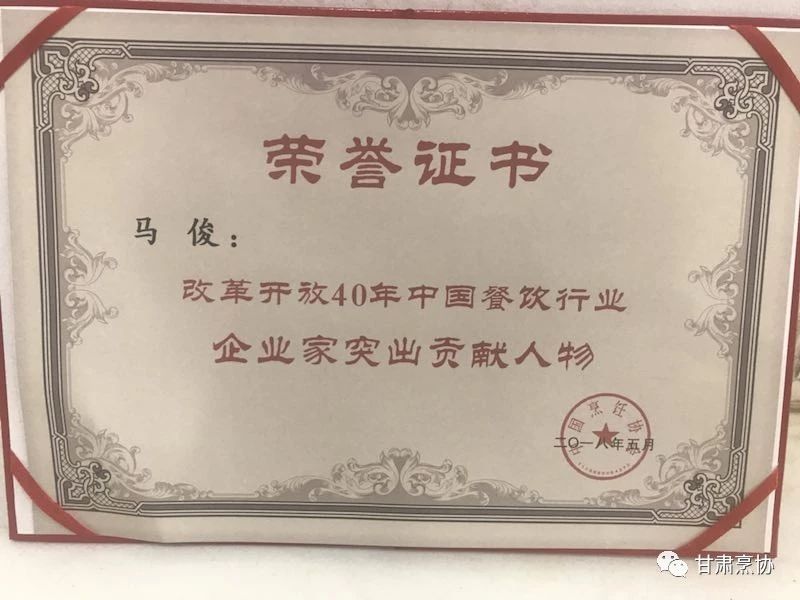 荣誉证书
马 俊：
改革开放40年中国餐饮行业
企业家突出贡献人物
中国烹饪协会
二〇一八年五月
甘肃烹协